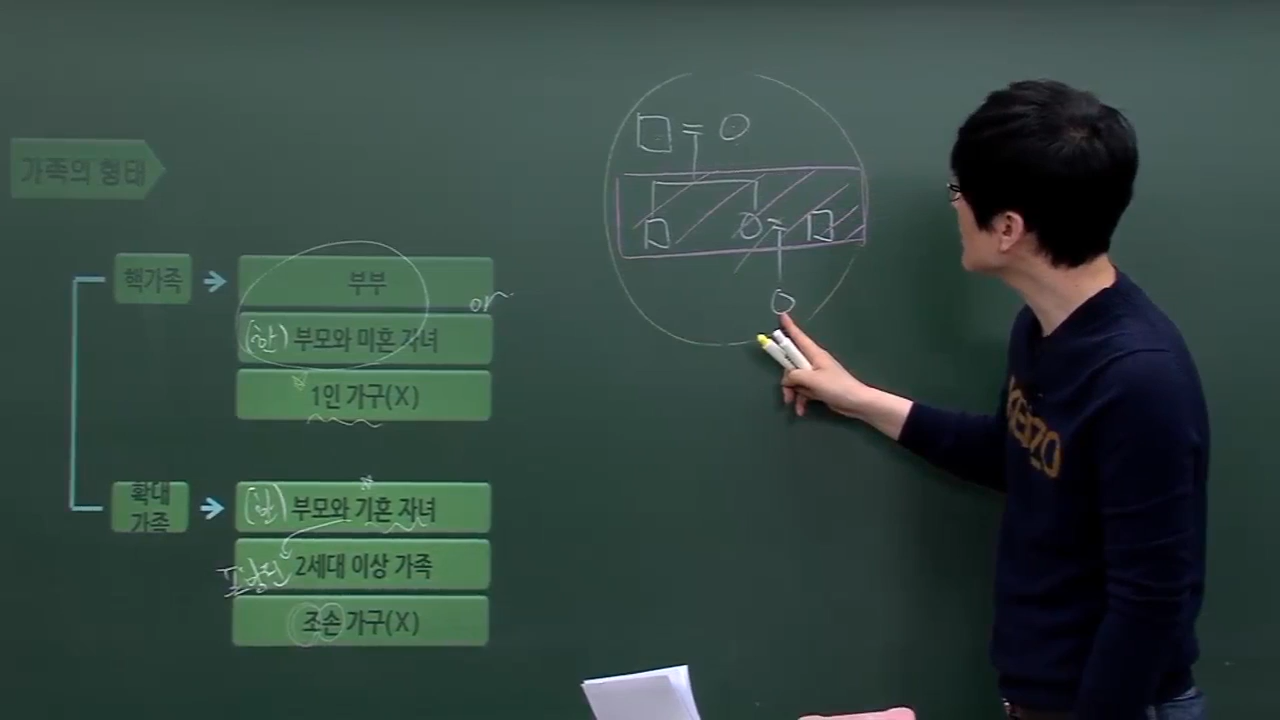 가족의 형태
핵가족
부부
or
(한) 부모와 미혼 자녀
1인 가구(X)
확대
가족
(한) 부모와 기혼 자녀
2세대 이상 가족
조손 가구(X)
KENZO